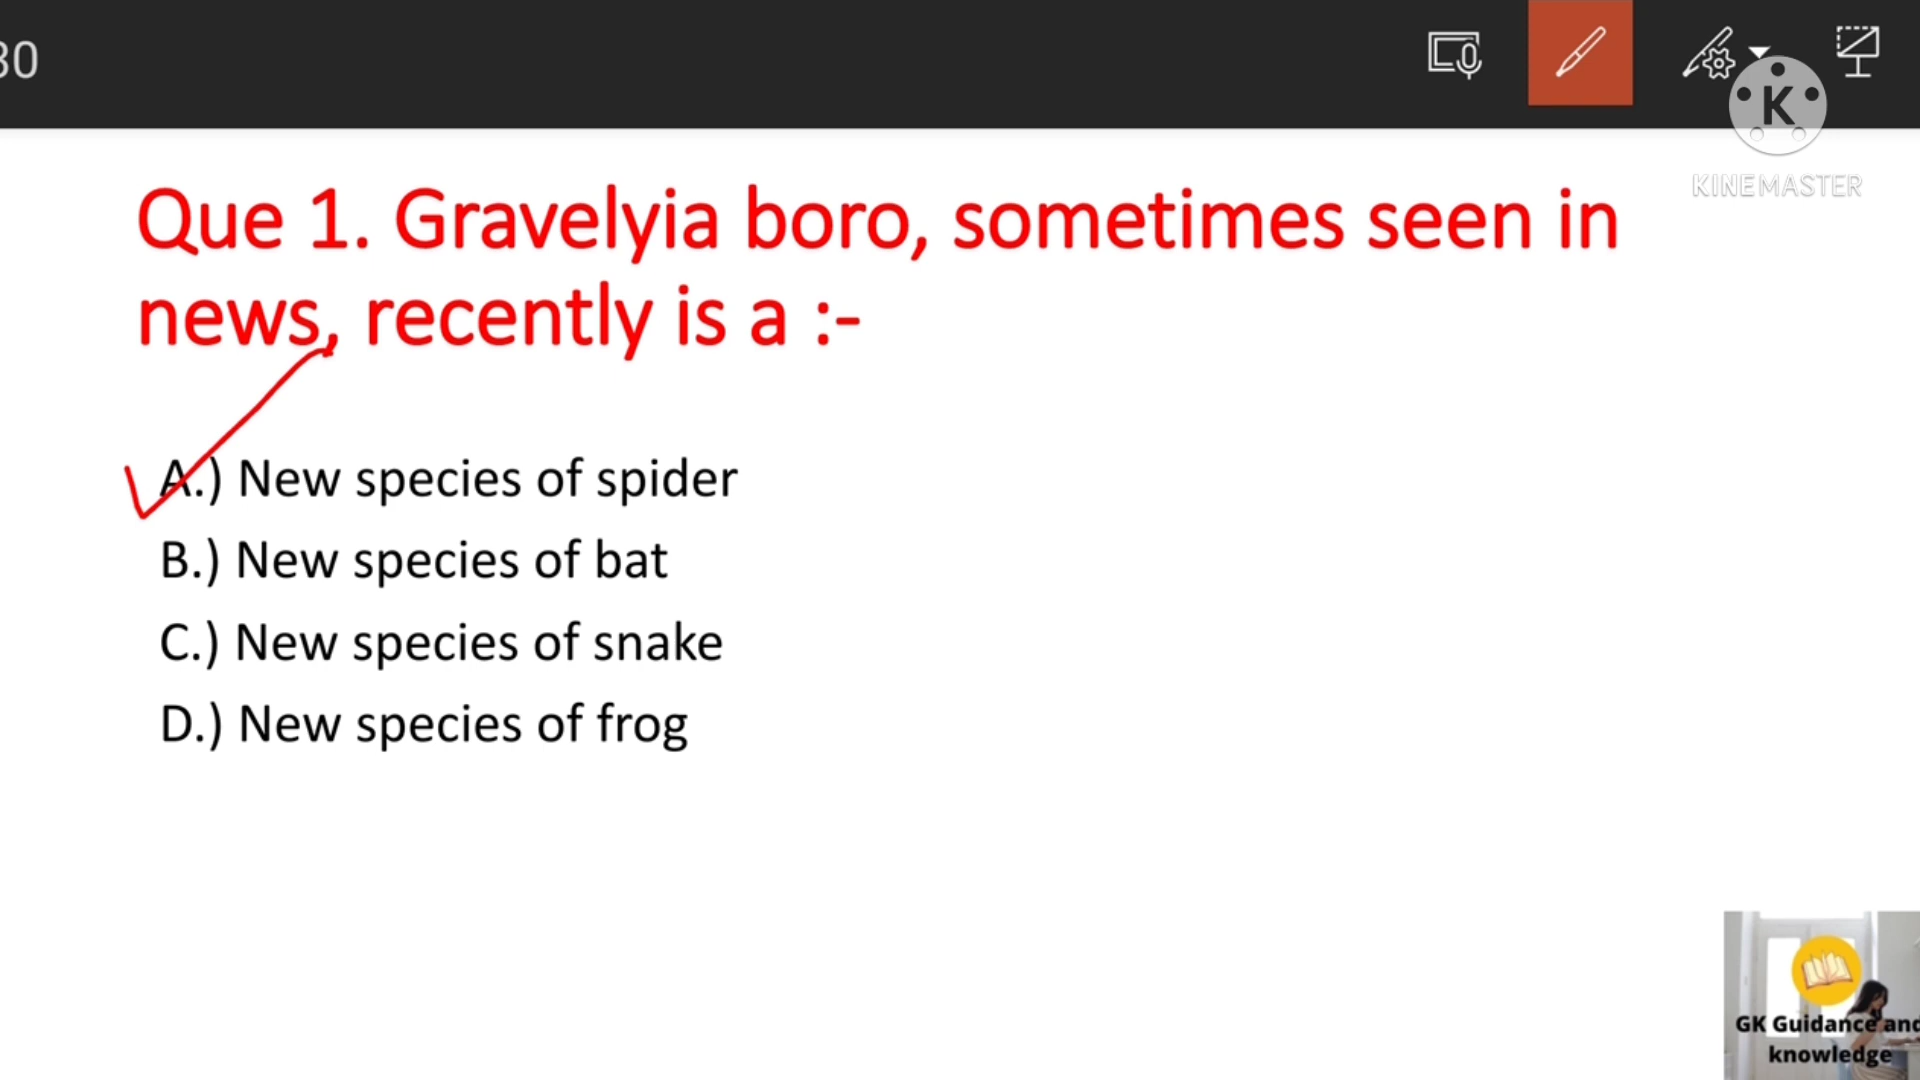 30
KINEMASTER
Que 1. Gravelyia boro, sometimes seen in
news, recently is a :-
A.) New species of spider
B.) New species of bat
C.) New species of snake
D.) New species of frog
GK Guidance and
knowledge